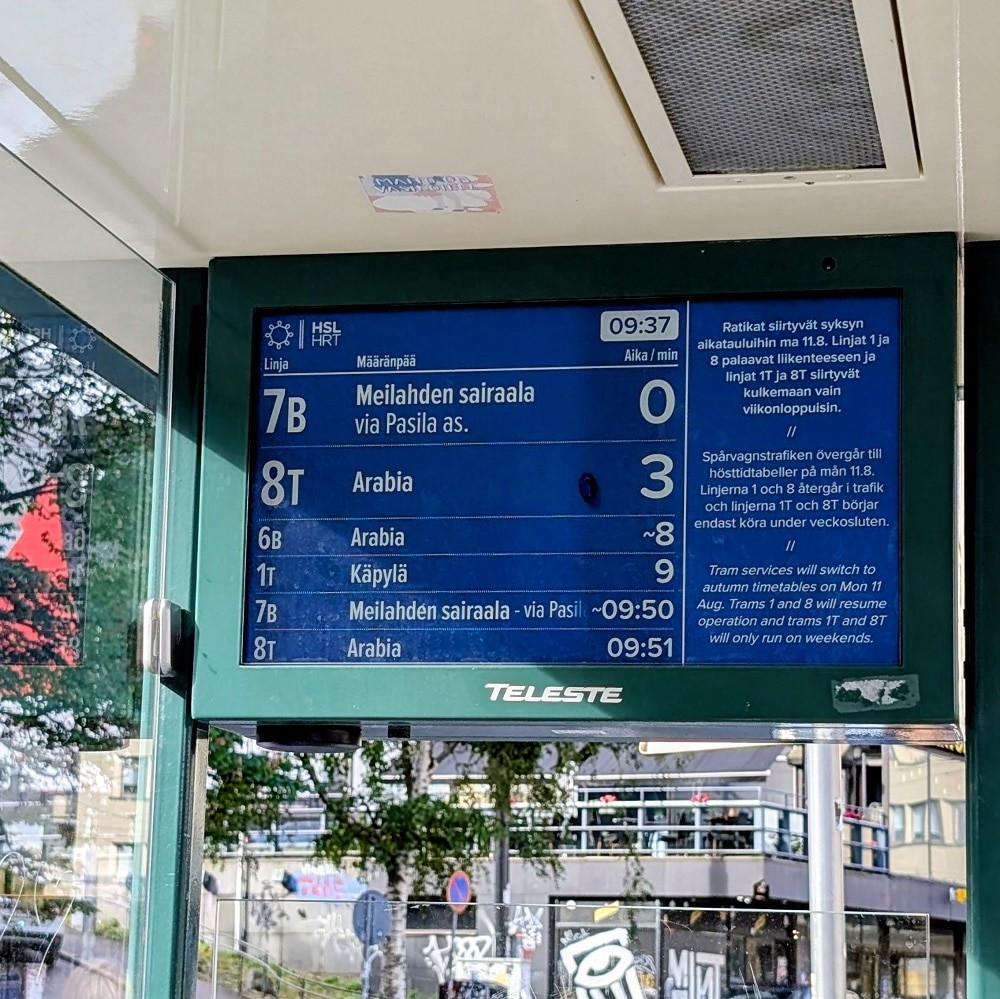 HSL
HRT
09:37
Linja Määränpää Aika / min
7B Meilahden sairaala
via Pasila as. 0
8T Arabia 3
6B Arabia ~8
1T Käpylä 9
7B Meilahden sairaala - via Pasil ~09:50
8T Arabia 09:51
Ratikat siirtyvät syksyn
aikatauluihin ma 11.8. Linjat 1 ja
8 palaavat liikenteeseen ja
linjat 1T ja 8T siirtyvät
kulkemaan vain
viikonloppuisin.
//
Spårvagnstrafiken övergår till
hösttidtabeller på mån 11.8.
Linjerna 1 och 8 återgår i trafik
och linjerna 1T och 8T börjar
endast köra under veckosluten.
//
Tram services will switch to
autumn timetables on Mon 11
Aug. Trams 1 and 8 will resume
operation and trams 1T and 8T
will only run on weekends.
TELESTE